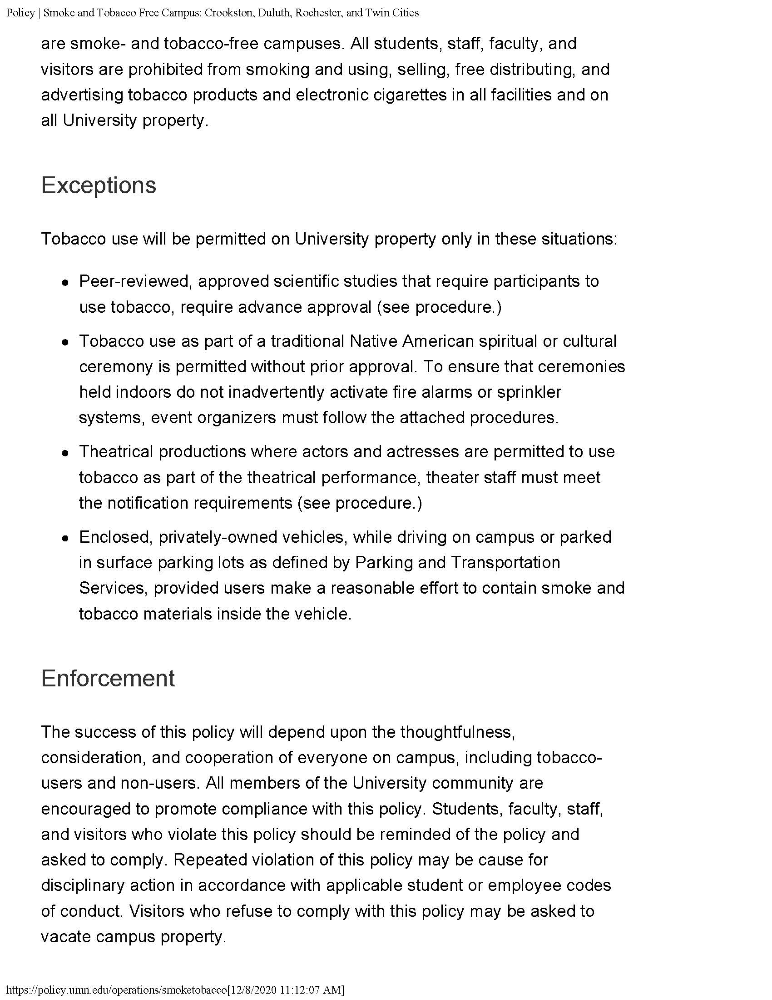 Policy | Smoke and Tobacco Free Campus: Crookston, Duluth, Rochester, and Twin Cities
are smoke- and tobacco-free campuses. All students, staff, faculty, and
visitors are prohibited from smoking and using, selling, free distributing, and
advertising tobacco products and electronic cigarettes in all facilities and on
all University property.
Exceptions
Tobacco use will be permitted on University property only in these situations:
● Peer-reviewed, approved scientific studies that require participants to
use tobacco, require advance approval (see procedure.)
● Tobacco use as part of a traditional Native American spiritual or cultural
ceremony is permitted without prior approval. To ensure that ceremonies
held indoors do not inadvertently activate fire alarms or sprinkler
systems, event organizers must follow the attached procedures.
● Theatrical productions where actors and actresses are permitted to use
tobacco as part of the theatrical performance, theater staff must meet
the notification requirements (see procedure.)
● Enclosed, privately-owned vehicles, while driving on campus or parked
in surface parking lots as defined by Parking and Transportation
Services, provided users make a reasonable effort to contain smoke and
tobacco materials inside the vehicle.
Enforcement
The success of this policy will depend upon the thoughtfulness,
consideration, and cooperation of everyone on campus, including tobacco-
users and non-users. All members of the University community are
encouraged to promote compliance with this policy. Students, faculty, staff,
and visitors who violate this policy should be reminded of the policy and
asked to comply. Repeated violation of this policy may be cause for
disciplinary action in accordance with applicable student or employee codes
of conduct. Visitors who refuse to comply with this policy may be asked to
vacate campus property.
https://policy.umn.edu/operations/smoketobacco[12/8/2020 11:12:07 AM]